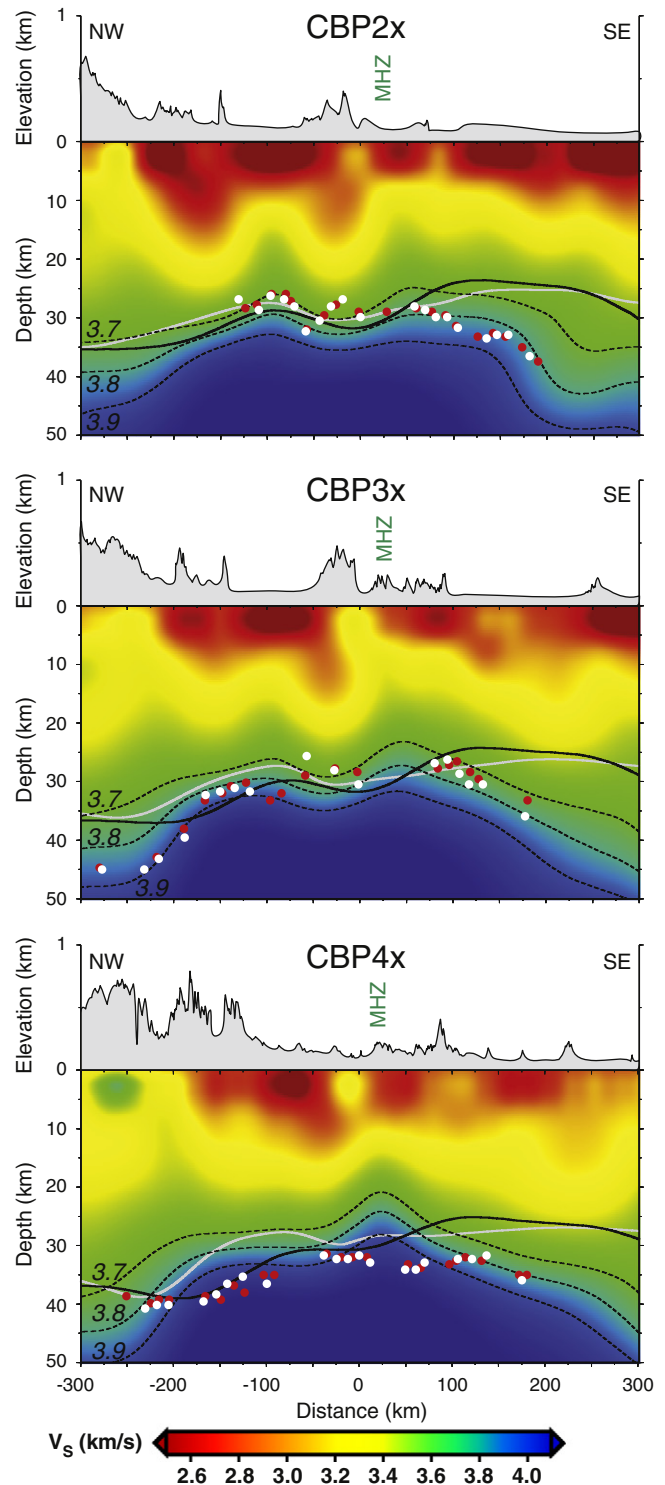 CBP2x
NW
SE
MHZ
Elevation (km)
1
0
Depth (km)
10
20
30
40
50
3.7
3.8
3.9
CBP3x
NW
SE
MHZ
Elevation (km)
1
0
Depth (km)
10
20
30
40
50
3.7
3.8
3.9
CBP4x
NW
SE
MHZ
Elevation (km)
1
0
Depth (km)
10
20
30
40
50
3.7
3.8
3.9
-300 -200 -100 0 100 200 300
Distance (km)
VS (km/s)
2.6 2.8 3.0 3.2 3.4 3.6 3.8 4.0